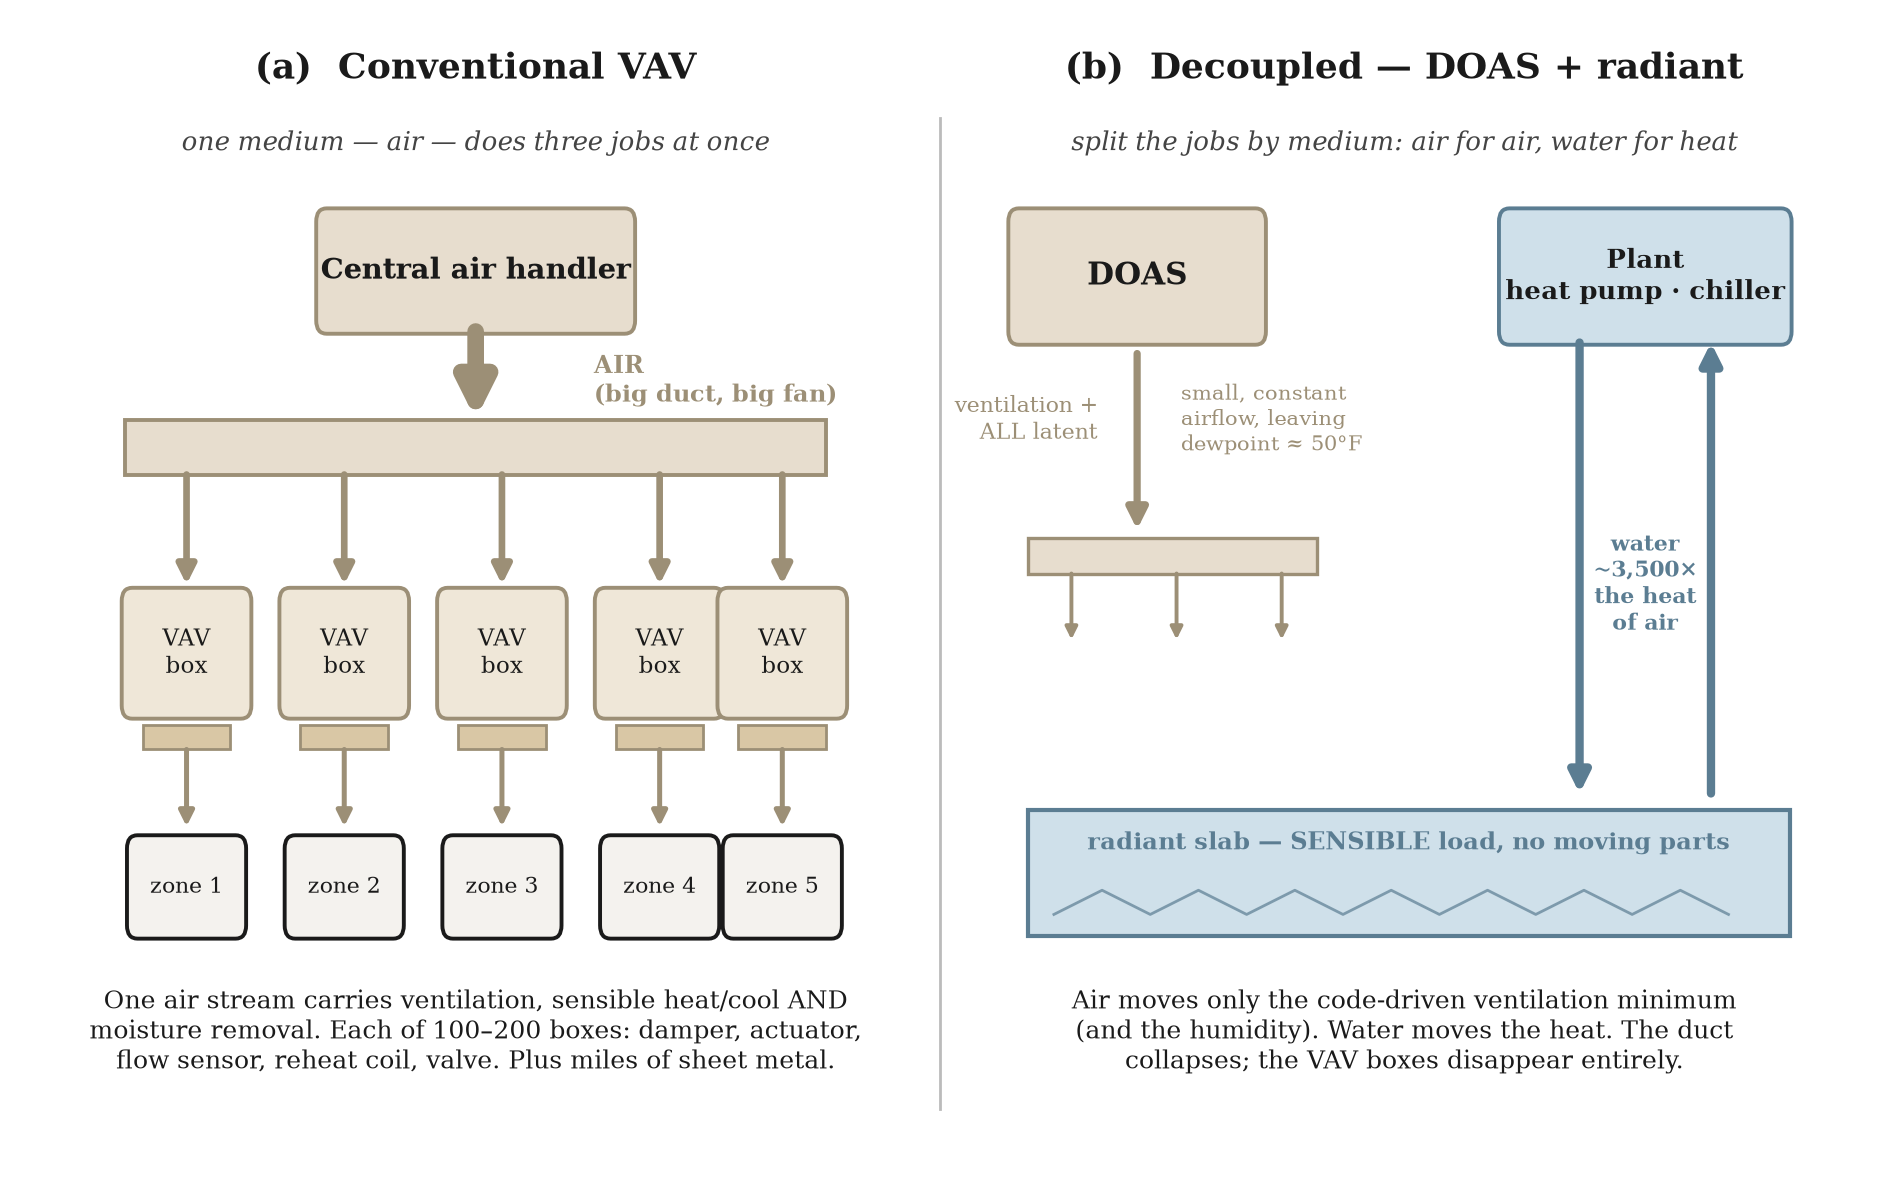 (a)  Conventional VAV
one medium — air — does three jobs at once
Central air handler
AIR
(big duct, big fan)
VAV
box
VAV
box
VAV
box
VAV
box
VAV
box
zone 1
zone 2
zone 3
zone 4
zone 5
One air stream carries ventilation, sensible heat/cool AND
moisture removal. Each of 100–200 boxes: damper, actuator,
flow sensor, reheat coil, valve. Plus miles of sheet metal.
(b)  Decoupled — DOAS + radiant
split the jobs by medium: air for air, water for heat
DOAS
Plant
heat pump · chiller
ventilation +
ALL latent
small, constant
airflow, leaving
dewpoint ≈ 50°F
water
~3,500×
the heat
of air
radiant slab — SENSIBLE load, no moving parts
Air moves only the code-driven ventilation minimum
(and the humidity). Water moves the heat. The duct
collapses; the VAV boxes disappear entirely.